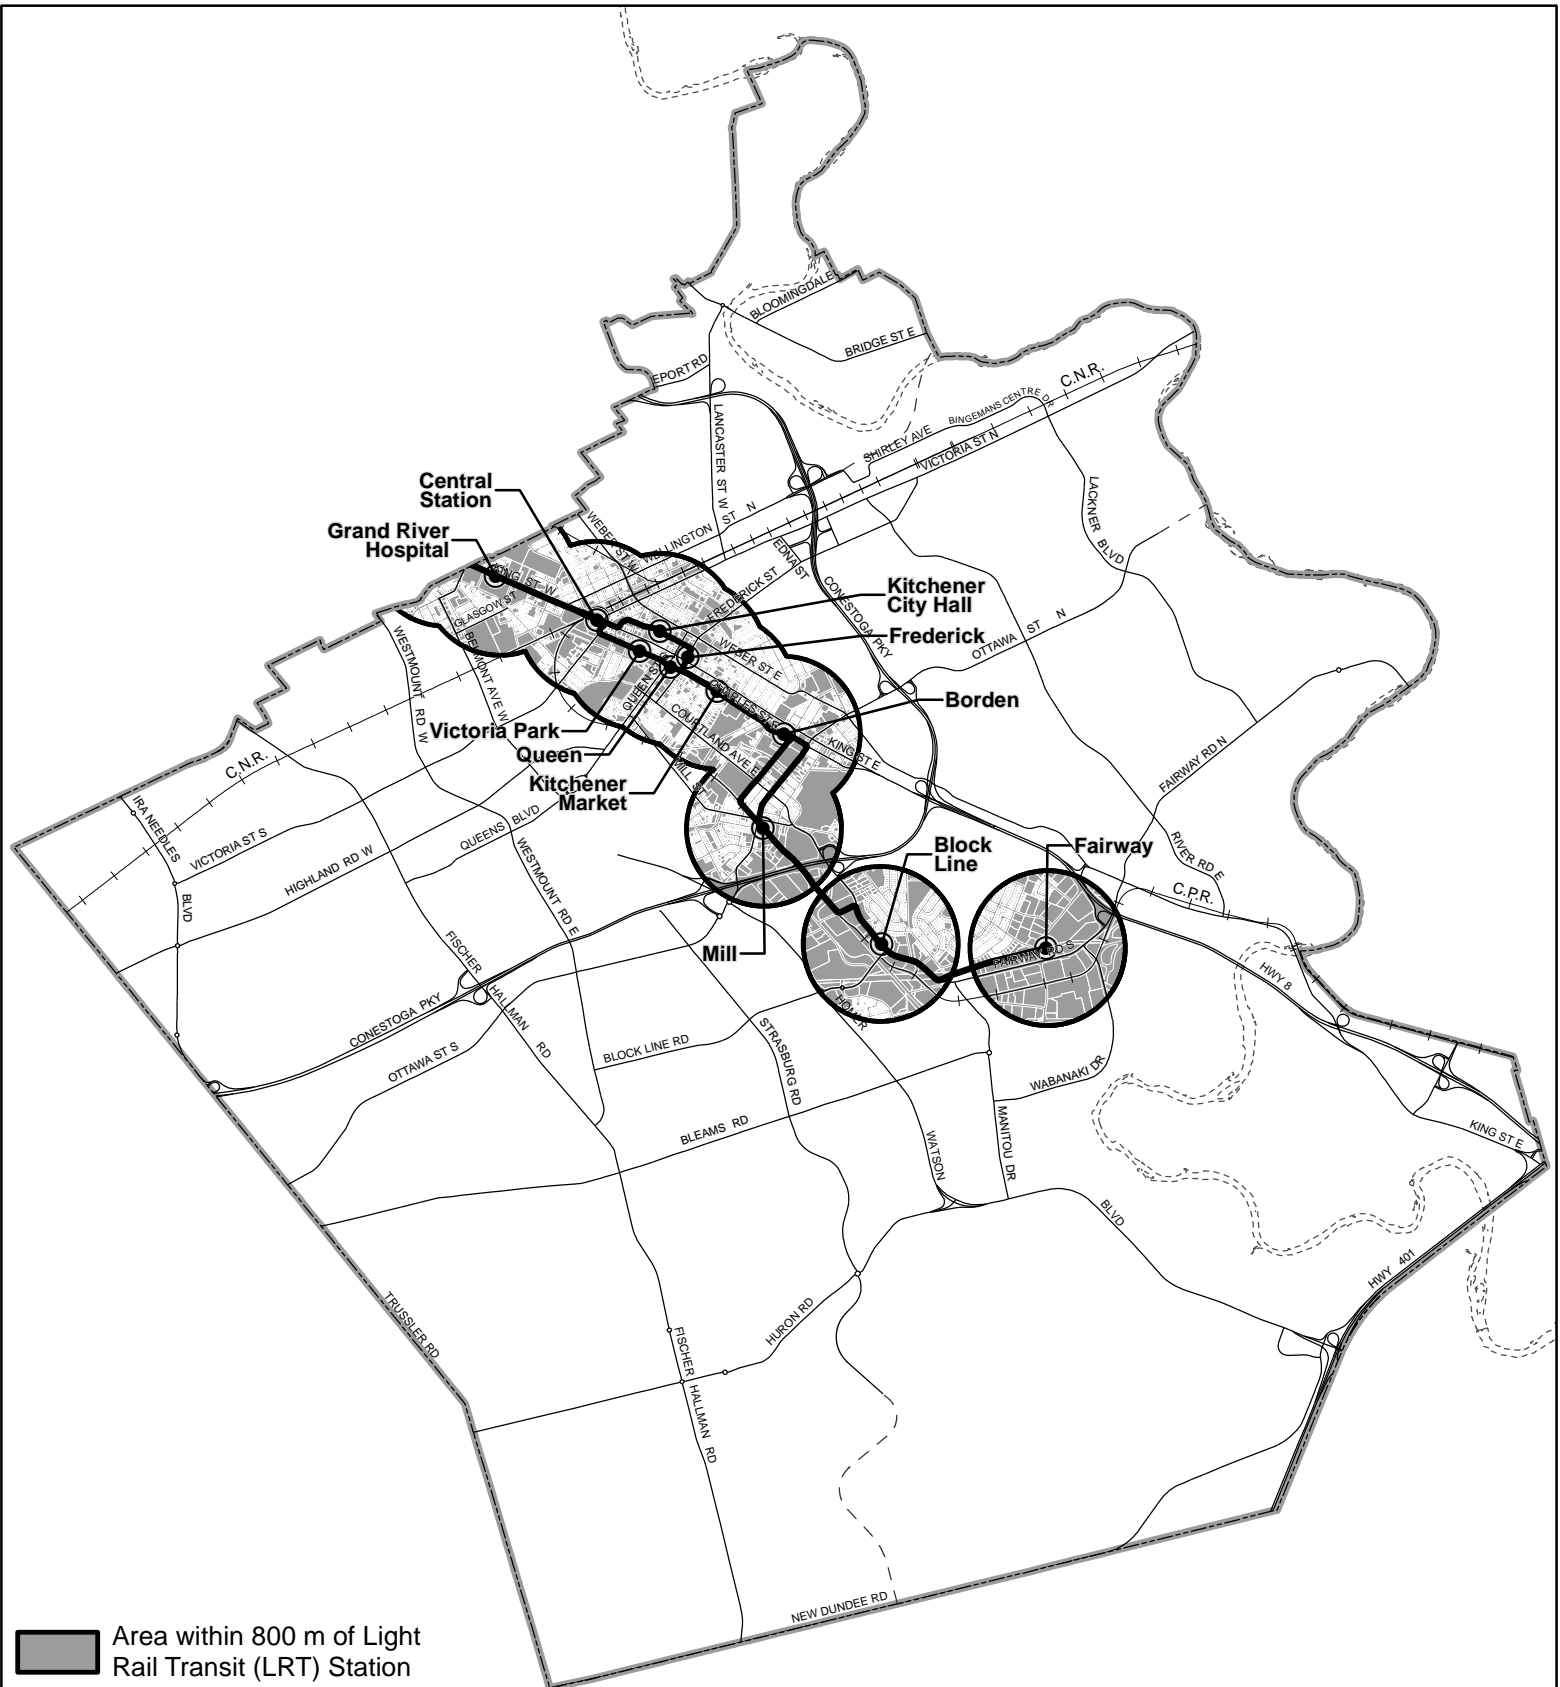 BLOOMINGDALE
BRIDGE ST E
EPORT RD
C.N.R.
BINGEMANS CENTRE DR
SHIRLEY AVE
VICTORIA ST N
LANCASTER ST W
LACKNER BLVD
Central
Station
Grand River
Hospital
WEBER ST W
WELLINGTON ST N
EDNA ST
FREDERICK ST
CONESTOGA PKY
KING ST W
GLASGOW ST
Kitchener
City Hall
Frederick
OTTAWA ST N
WESTMOUNT RD W
BELMONT AVE W
WEBER ST E
QUEEN ST
CHARLES ST E
Borden
Victoria Park
Queen
COURTLAND AVE E
KING ST E
Kitchener
Market
MILL ST
FAIRWAY RD N
C.N.R.
IRA NEEDLES
BLVD
VICTORIA ST S
HIGHLAND RD W
QUEENS BLVD
WESTMOUNT RD E
Block
Line
Fairway
RIVER RD E
C.P.R.
Mill
FAIRWAY RD S
HWY 8
FISCHER
HALLMAN RD
CONESTOGA PKY
OTTAWA ST S
HOMER
WATSON
BLVD
STRASBURG RD
BLOCK LINE RD
WABANAKI DR
MANITOU DR
BLEAMS RD
KING ST E
HWY 401
TRUSSLER RD
HURON RD
FISCHER
HALLMAN RD
NEW DUNDEE RD
Area within 800 m of Light
Rail Transit (LRT) Station